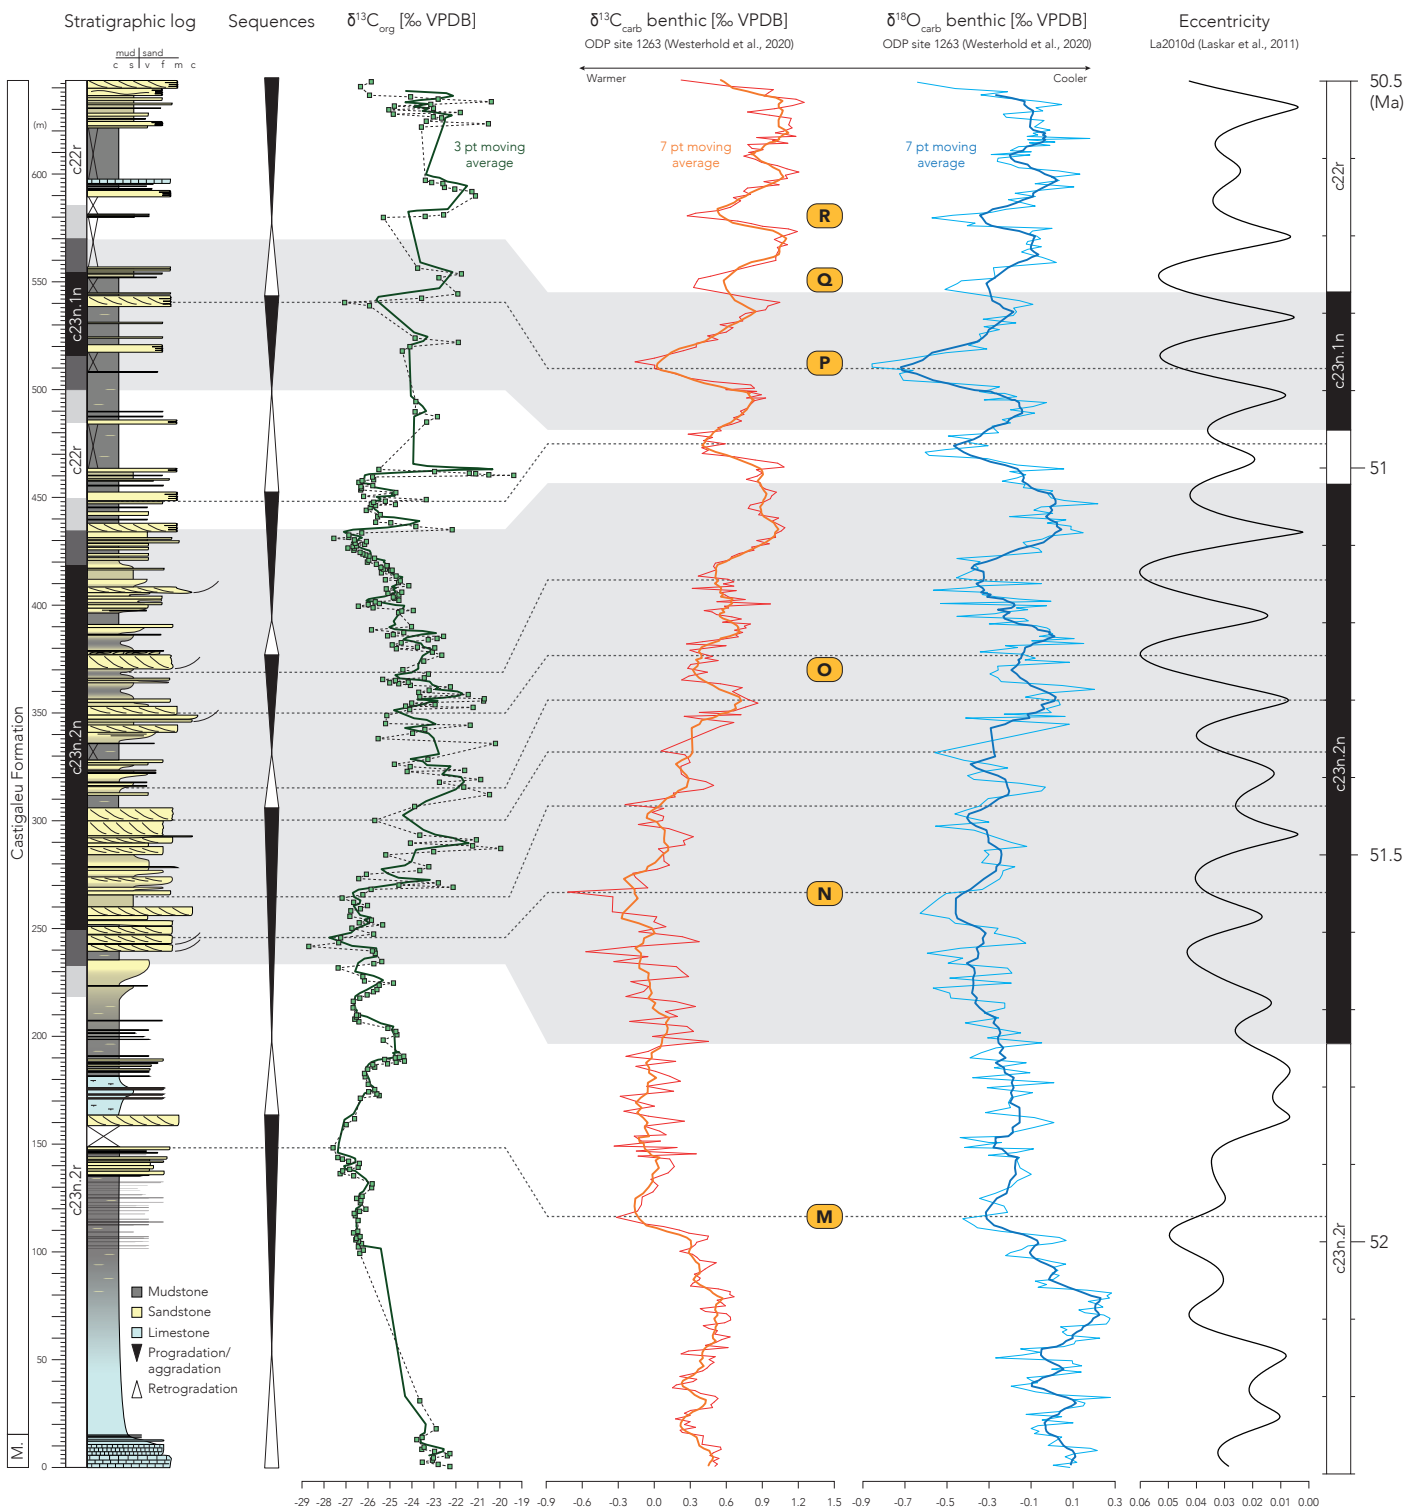 Stratigraphic log
Sequences
δ¹³Corg [‰ VPDB]
δ¹³Ccarb benthic [‰ VPDB]
ODP site 1263 (Westerhold et al., 2020)
δ¹⁸Ocarb benthic [‰ VPDB]
ODP site 1263 (Westerhold et al., 2020)
Eccentricity
La2010d (Laskar et al., 2011)
mud sand
c s v f m c
Warmer
Cooler
50.5
(Ma)
(m)
3 pt moving
average
7 pt moving
average
7 pt moving
average
c22r
c22r
600
R
Q
550
c23n.1n
c23n.1n
P
500
c22r
51
450
400
O
350
c23n.2n
c23n.2n
Castigaleu Formation
300
51.5
N
250
200
150
c23n.2r
M
c23n.2r
52
100
Mudstone
Sandstone
Limestone
Progradation/
aggradation
Retrogradation
50
M.
0
-29 -28 -27 -26 -25 -24 -23 -22 -21 -20 -19
-0.9 -0.6 -0.3 0.0 0.3 0.6 0.9 1.2 1.5
-0.9 -0.7 -0.5 -0.3 -0.1 0.1 0.3
0.06 0.05 0.04 0.03 0.02 0.01 0.00